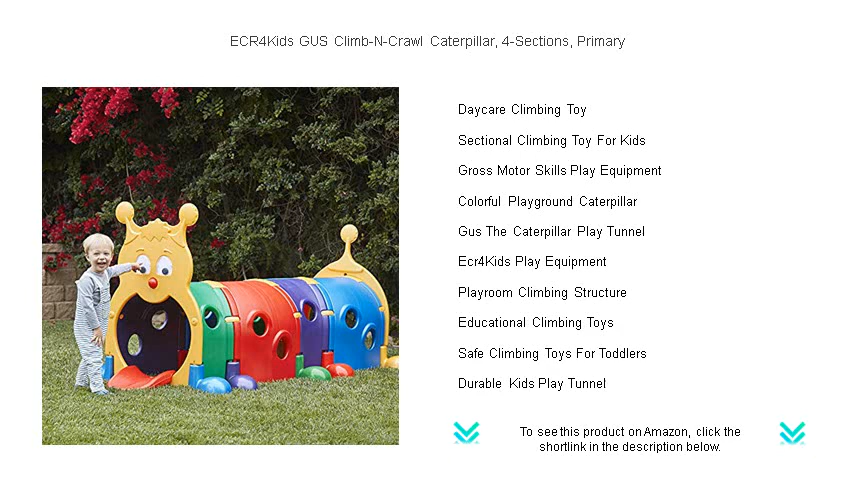 ECR4Kids GUS Climb-N-Crawl Caterpillar, 4-Sections, Primary
Daycare Climbing Toy
Sectional Climbing Toy For Kids
Gross Motor Skills Play Equipment
Colorful Playground Caterpillar
Gus The Caterpillar Play Tunnel
Ecr4Kids Play Equipment
Playroom Climbing Structure
Educational Climbing Toys
Safe Climbing Toys For Toddlers
Durable Kids Play Tunnel
To see this product on Amazon, click the
shortlink in the description below.